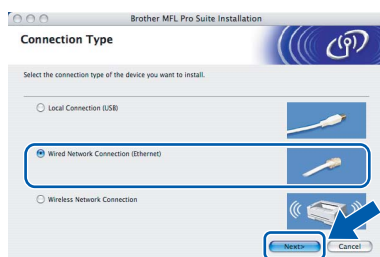 Brother MFL Pro Suite Installation
Connection Type
Select the connection type of the device you want to install.
Local Connection (USB)
Wired Network Connection (Ethernet)
Wireless Network Connection
Next>
Cancel